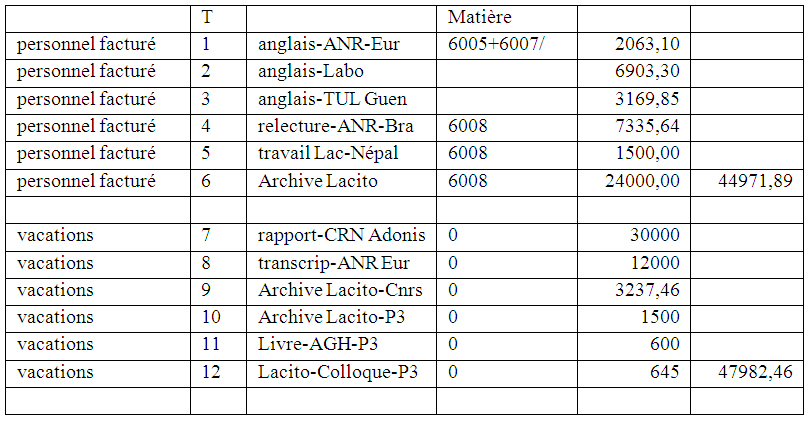 T Matière
personnel facturé 1 anglais-ANR-Eur 6005+6007/ 2063,10
personnel facturé 2 anglais-Labo 6903,30
personnel facturé 3 anglais-TUL Guen 3169,85
personnel facturé 4 relecture-ANR-Bra 6008 7335,64
personnel facturé 5 travail Lac-Népal 6008 1500,00
personnel facturé 6 Archive Lacito 6008 24000,00 44971,89
vacations 7 rapport-CRN Adonis 0 30000
vacations 8 transcrip-ANR Eur 0 12000
vacations 9 Archive Lacito-Cnrs 0 3237,46
vacations 10 Archive Lacito-P3 0 1500
vacations 11 Livre-AGH-P3 0 600
vacations 12 Lacito-Colloque-P3 0 645 47982,46